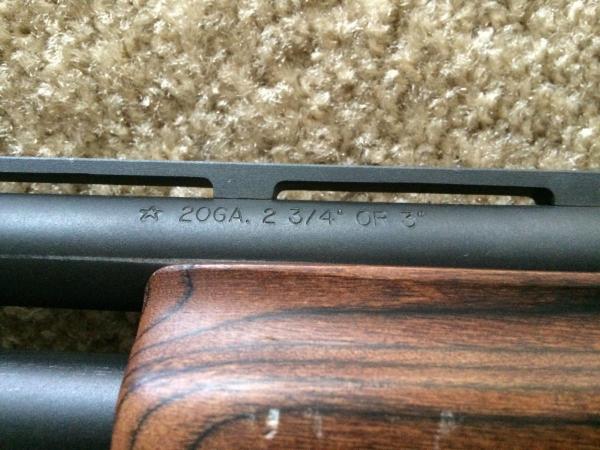 ☆ 20GA. 2 3/4" OR 3"